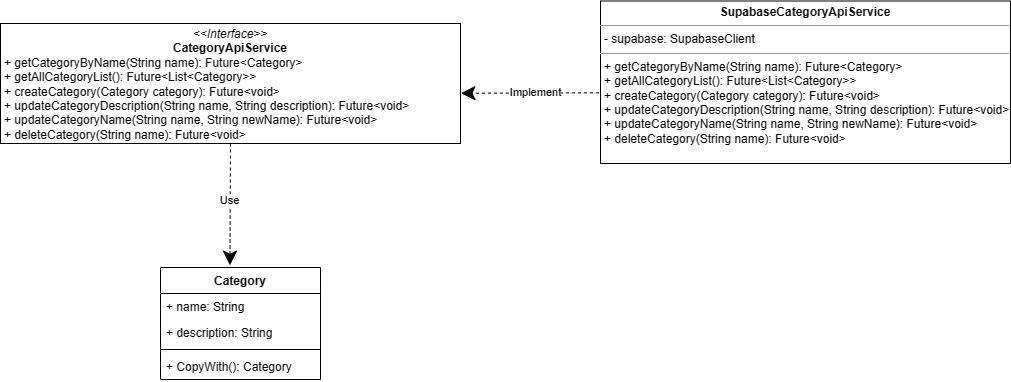 <<Interface>>
CategoryApiService
+ getCategoryByName(String name): Future<Category>
+ getAllCategoryList(): Future<List<Category>>
+ createCategory(Category category): Future<void>
+ updateCategoryDescription(String name, String description): Future<void>
+ updateCategoryName(String name, String newName): Future<void>
+ deleteCategory(String name): Future<void>
Implement
SupabaseCategoryApiService
- supabase: SupabaseClient
+ getCategoryByName(String name): Future<Category>
+ getAllCategoryList(): Future<List<Category>>
+ createCategory(Category category): Future<void>
+ updateCategoryDescription(String name, String description): Future<void>
+ updateCategoryName(String name, String newName): Future<void>
+ deleteCategory(String name): Future<void>
Use
Category
+ name: String
+ description: String
+ CopyWith(): Category